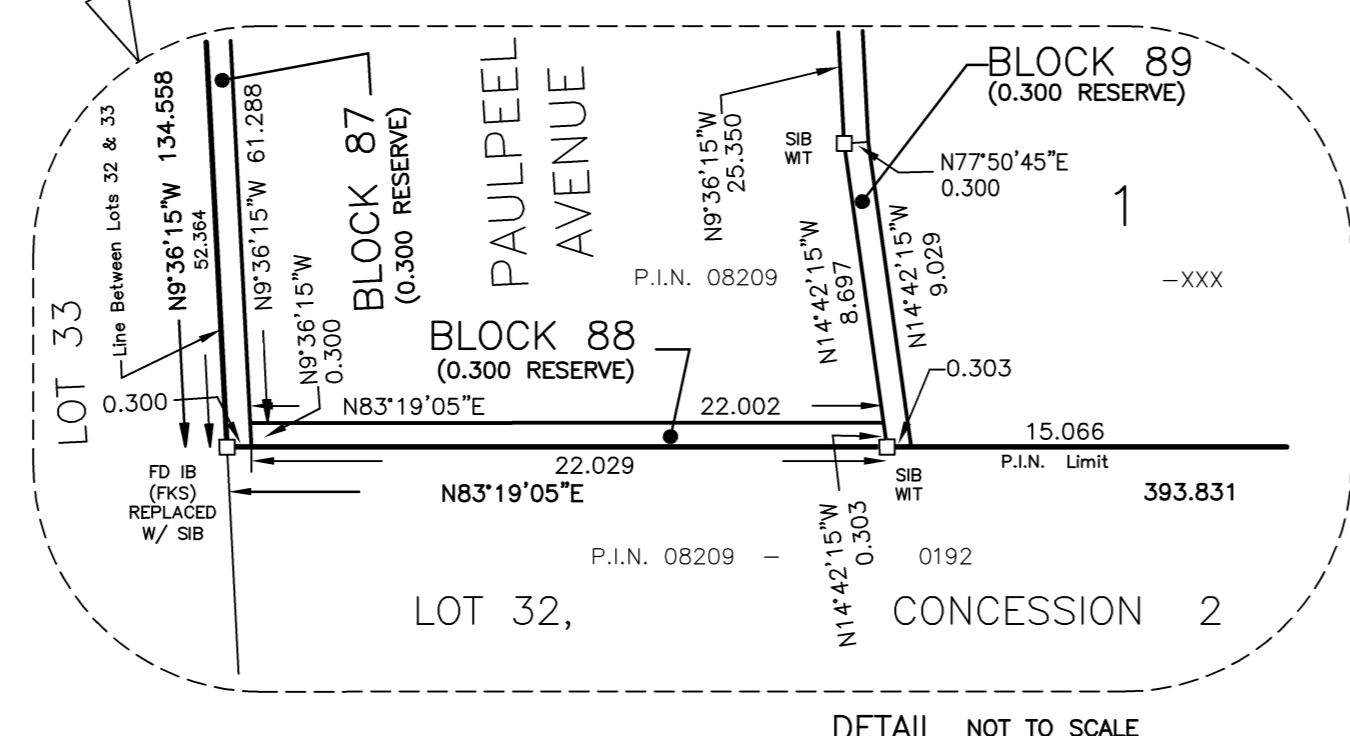 BLOCK 89
(0.300 RESERVE)
PAULPEEL
AVENUE
BLOCK 87
(0.300 RESERVE)
N9°36'15"W 134.558
52.364
N9°36'15"W 61.288
Line Between Lots 32 & 33
N9°36'15"W
25.350
SIB
WIT
N77°50'45"E
0.300
1
N9°36'15"W
0.300
P.I.N. 08209
-XXX
N14°42'15"W
8.697
N14°42'15"W
9.029
LOT 33
BLOCK 88
(0.300 RESERVE)
0.300
N83°19'05"E
22.002
0.303
22.029
15.066
P.I.N. Limit
FD IB
(FKS)
REPLACED
W/ SIB
N83°19'05"E
SIB
WIT
393.831
N14°42'15"W
0.303
P.I.N. 08209 - 0192
LOT 32, CONCESSION 2
DETAIL NOT TO SCALE